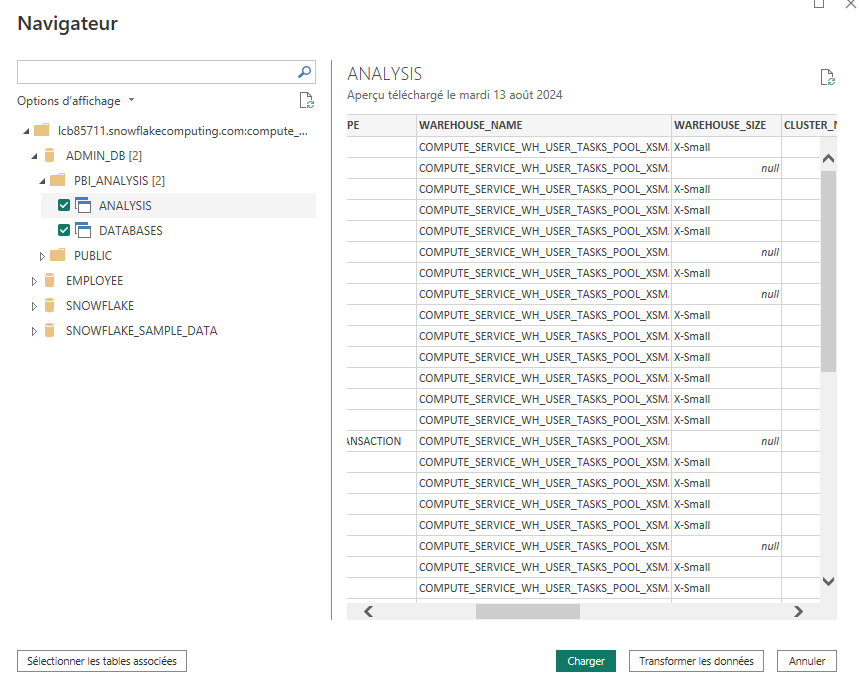 Navigateur
Options d'affichage
lcb85711.snowflakecomputing.com:compute_...
ADMIN_DB [2]
PBI_ANALYSIS [2]
ANALYSIS
DATABASES
PUBLIC
EMPLOYEE
SNOWFLAKE
SNOWFLAKE_SAMPLE_DATA
ANALYSIS
Aperçu téléchargé le mardi 13 août 2024
PE WAREHOUSE_NAME WAREHOUSE_SIZE CLUSTER_N
COMPUTE_SERVICE_WH_USER_TASKS_POOL_XSM. X-Small
COMPUTE_SERVICE_WH_USER_TASKS_POOL_XSM. null
COMPUTE_SERVICE_WH_USER_TASKS_POOL_XSM. X-Small
COMPUTE_SERVICE_WH_USER_TASKS_POOL_XSM. X-Small
COMPUTE_SERVICE_WH_USER_TASKS_POOL_XSM. X-Small
COMPUTE_SERVICE_WH_USER_TASKS_POOL_XSM. null
COMPUTE_SERVICE_WH_USER_TASKS_POOL_XSM. X-Small
COMPUTE_SERVICE_WH_USER_TASKS_POOL_XSM. null
COMPUTE_SERVICE_WH_USER_TASKS_POOL_XSM. X-Small
COMPUTE_SERVICE_WH_USER_TASKS_POOL_XSM. X-Small
COMPUTE_SERVICE_WH_USER_TASKS_POOL_XSM. X-Small
COMPUTE_SERVICE_WH_USER_TASKS_POOL_XSM. X-Small
COMPUTE_SERVICE_WH_USER_TASKS_POOL_XSM. X-Small
COMPUTE_SERVICE_WH_USER_TASKS_POOL_XSM. X-Small
ANSACTION COMPUTE_SERVICE_WH_USER_TASKS_POOL_XSM. null
COMPUTE_SERVICE_WH_USER_TASKS_POOL_XSM. X-Small
COMPUTE_SERVICE_WH_USER_TASKS_POOL_XSM. X-Small
COMPUTE_SERVICE_WH_USER_TASKS_POOL_XSM. X-Small
COMPUTE_SERVICE_WH_USER_TASKS_POOL_XSM. X-Small
COMPUTE_SERVICE_WH_USER_TASKS_POOL_XSM. null
COMPUTE_SERVICE_WH_USER_TASKS_POOL_XSM. X-Small
COMPUTE_SERVICE_WH_USER_TASKS_POOL_XSM. X-Small
Sélectionner les tables associées Charger Transformer les données Annuler